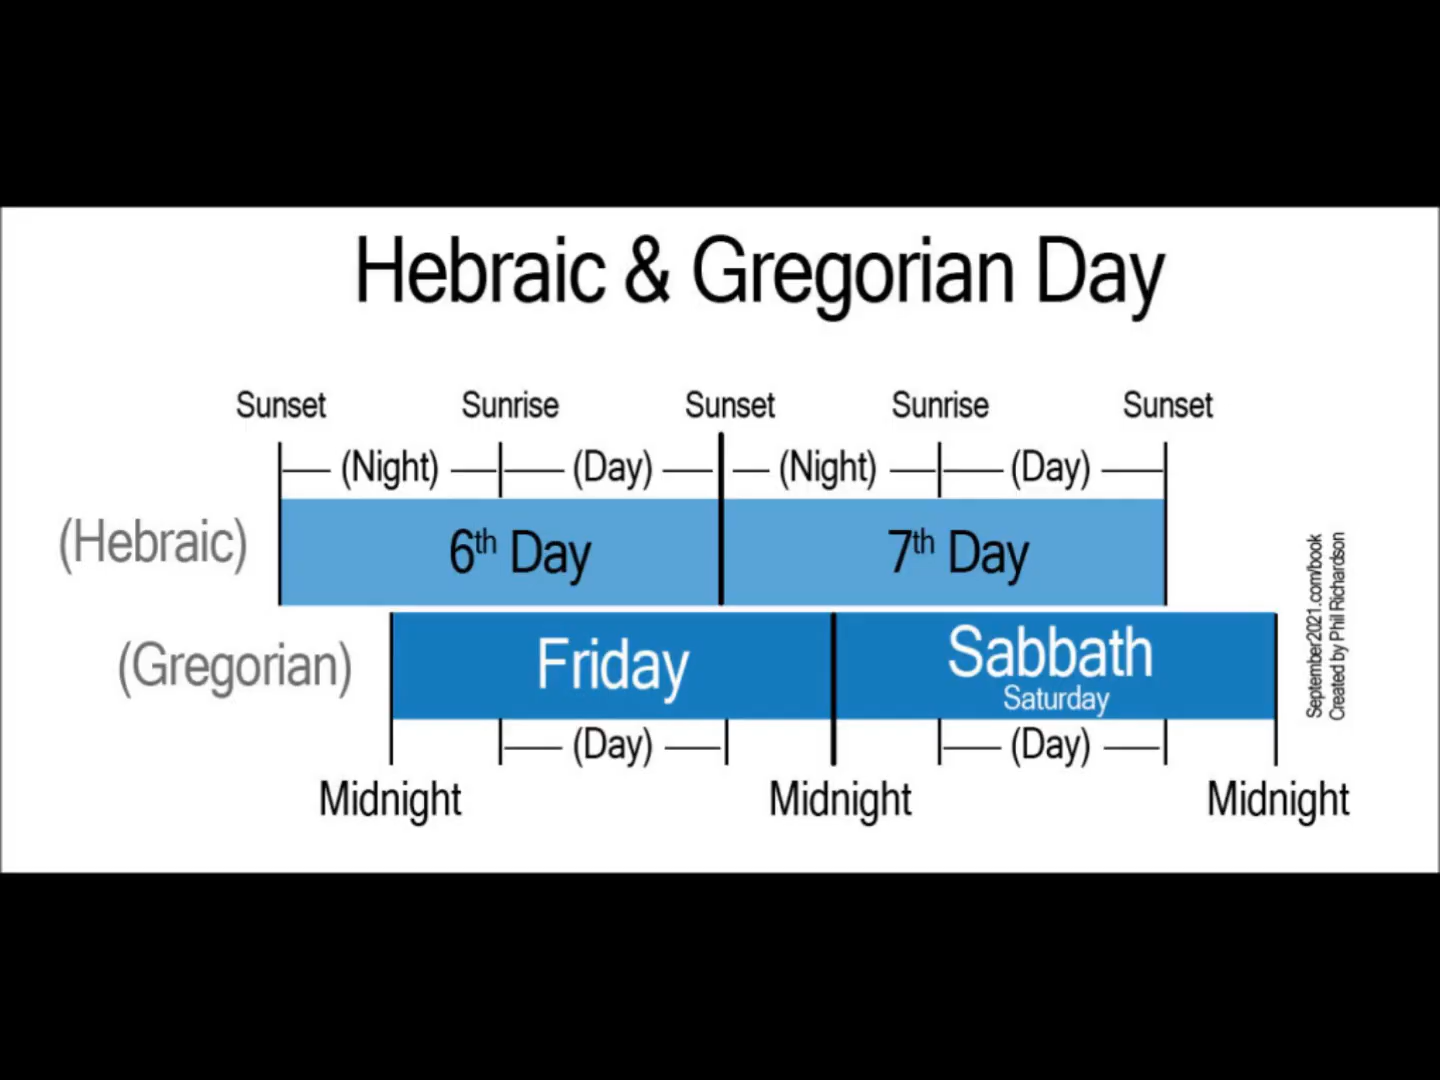 Hebraic & Gregorian Day
Sunset Sunrise Sunset Sunrise Sunset
(Night) (Day) (Night) (Day)
(Hebraic) 6th Day 7th Day
(Gregorian) Friday Sabbath
Saturday
(Day) (Day)
Midnight Midnight Midnight
September2021.com/book
Created by Phil Richardson